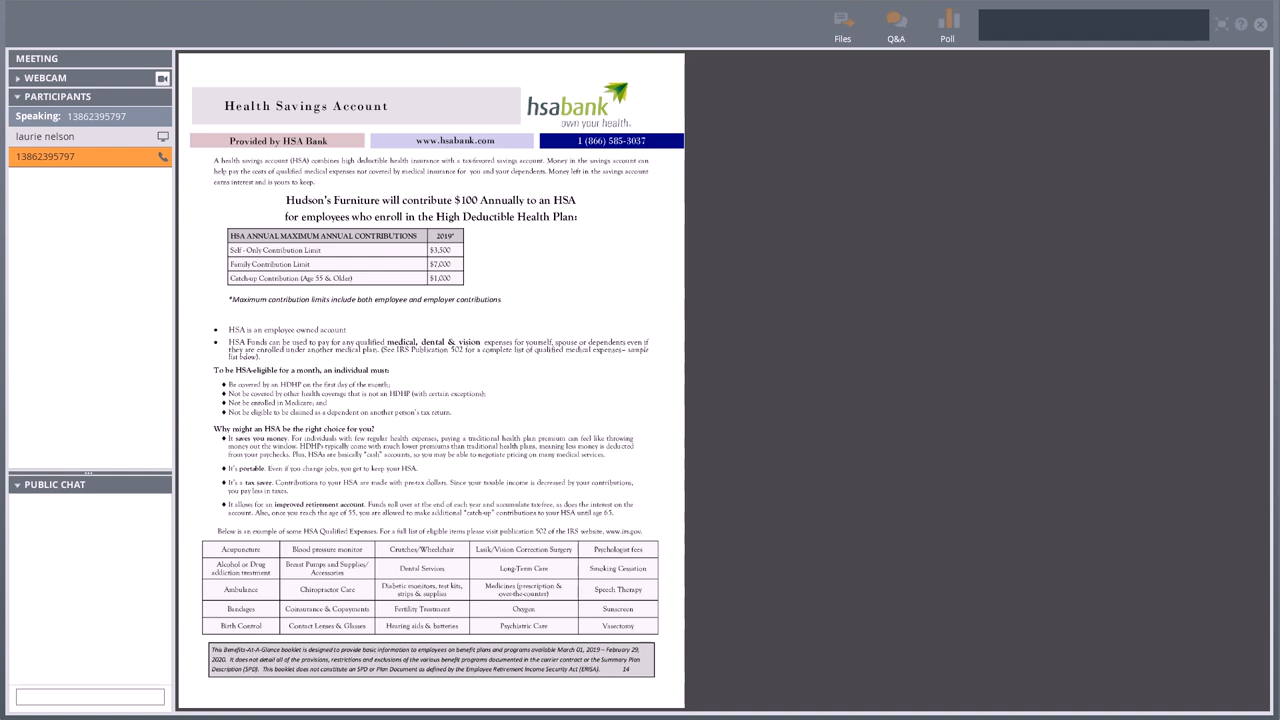 Files
Q&A
Poll
MEETING
WEBCAM
PARTICIPANTS
Speaking: 13862395797
laurie nelson
13862395797
PUBLIC CHAT
Health Savings Account
hsabank
own your health.
Provided by HSA Bank
www.hsabank.com
1 (866) 585-3037
A health savings account (HSA) combines high deductible health insurance with a tax-favored savings account. Money in the savings account can
help pay the costs of qualified medical expenses not covered by medical insurance for you and your dependents. Money left in the savings account
earns interest and is yours to keep.
Hudson's Furniture will contribute $100 Annually to an HSA
for employees who enroll in the High Deductible Health Plan:
HSA ANNUAL MAXIMUM ANNUAL CONTRIBUTIONS 2019*
Self - Only Contribution Limit $3,500
Family Contribution Limit $7,000
Catch-up Contribution (Age 55 & Older) $1,000
*Maximum contribution limits include both employee and employer contributions
• HSA is an employee owned account
• HSA Funds can be used to pay for any qualified medical, dental & vision expenses for yourself, spouse or dependents even if
they are enrolled under another medical plan. (See IRS Publication 502 for a complete list of qualified medical expenses– sample
list below).
To be HSA-eligible for a month, an individual must:
♦ Be covered by an HDHP on the first day of the month;
♦ Not be covered by other health coverage that is not an HDHP (with certain exceptions);
♦ Not be enrolled in Medicare; and
♦ Not be eligible to be claimed as a dependent on another person's tax return.
Why might an HSA be the right choice for you?
♦ It saves you money. For individuals with few regular health expenses, paying a traditional health plan premium can feel like throwing
money out the window. HDHPs typically come with much lower premiums than traditional health plans, meaning less money is deducted
from your paychecks. Plus, HSAs are basically "cash" accounts, so you may be able to negotiate pricing on many medical services.
♦ It's portable. Even if you change jobs, you get to keep your HSA.
♦ It's a tax saver. Contributions to your HSA are made with pre-tax dollars. Since your taxable income is decreased by your contributions,
you pay less in taxes.
♦ It allows for an improved retirement account. Funds roll over at the end of each year and accumulate tax-free, as does the interest on the
account. Also, once you reach the age of 55, you are allowed to make additional "catch-up" contributions to your HSA until age 65.
Below is an example of some HSA Qualified Expenses. For a full list of eligible items please visit publication 502 of the IRS website, www.irs.gov.
Acupuncture Blood pressure monitor Crutches/Wheelchair Lasik/Vision Correction Surgery Psychologist fees
Alcohol or Drug addiction treatment Breast Pumps and Supplies/ Accessories Dental Services Long-Term Care Smoking Cessation
Ambulance Chiropractor Care Diabetic monitors, test kits, strips & supplies Medicines (prescription & over-the-counter) Speech Therapy
Bandages Coinsurance & Copayments Fertility Treatment Oxygen Sunscreen
Birth Control Contact Lenses & Glasses Hearing aids & batteries Psychiatric Care Vasectomy
This Benefits-At-A-Glance booklet is designed to provide basic information to employees on benefit plans and programs available March 01, 2019 – February 29,
2020. It does not detail all of the provisions, restrictions and exclusions of the various benefit programs documented in the carrier contract or the Summary Plan
Description (SPD). This booklet does not constitute an SPD or Plan Document as defined by the Employee Retirement Income Security Act (ERISA). 14